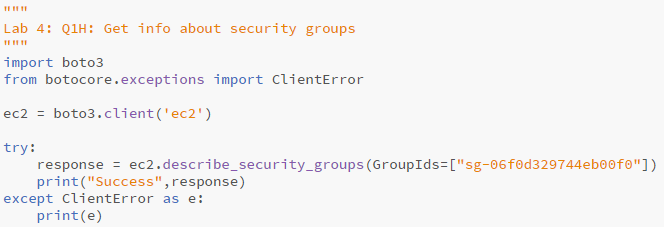 """
Lab 4: Q1H: Get info about security groups
"""
import boto3
from botocore.exceptions import ClientError
ec2 = boto3.client('ec2')
try:
    response = ec2.describe_security_groups(GroupIds=["sg-06f0d329744eb00f0"])
    print("Success",response)
except ClientError as e:
    print(e)